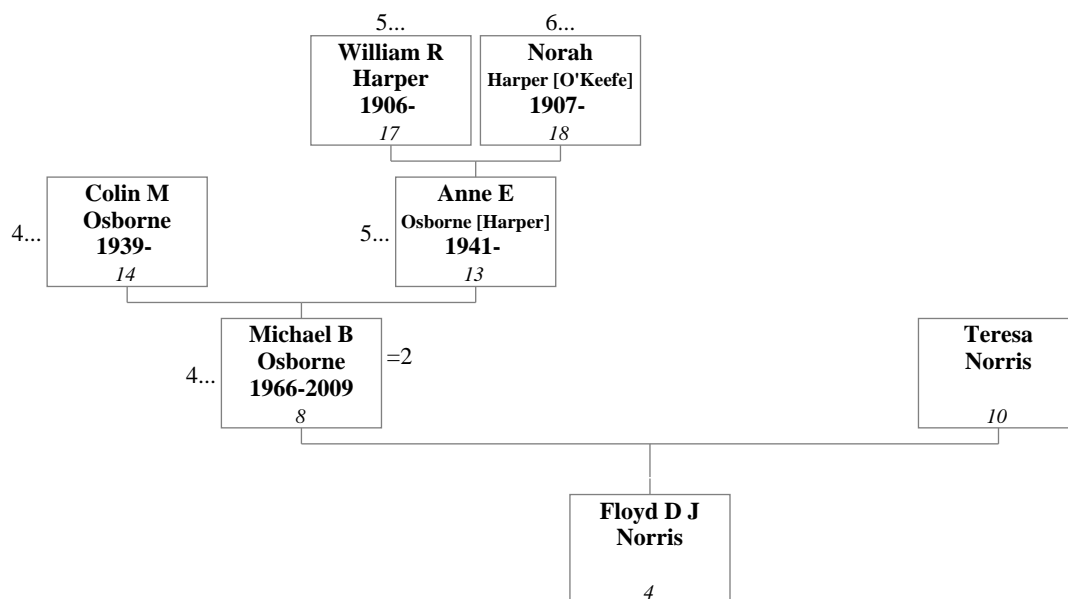 5...
William R
Harper
1906-
17
6...
Norah
Harper [O'Keefe]
1907-
18
4...
Colin M
Osborne
1939-
14
5...
Anne E
Osborne [Harper]
1941-
13
4...
Michael B
Osborne
1966-2009
8
=2
Teresa
Norris
10
Floyd D J
Norris
4